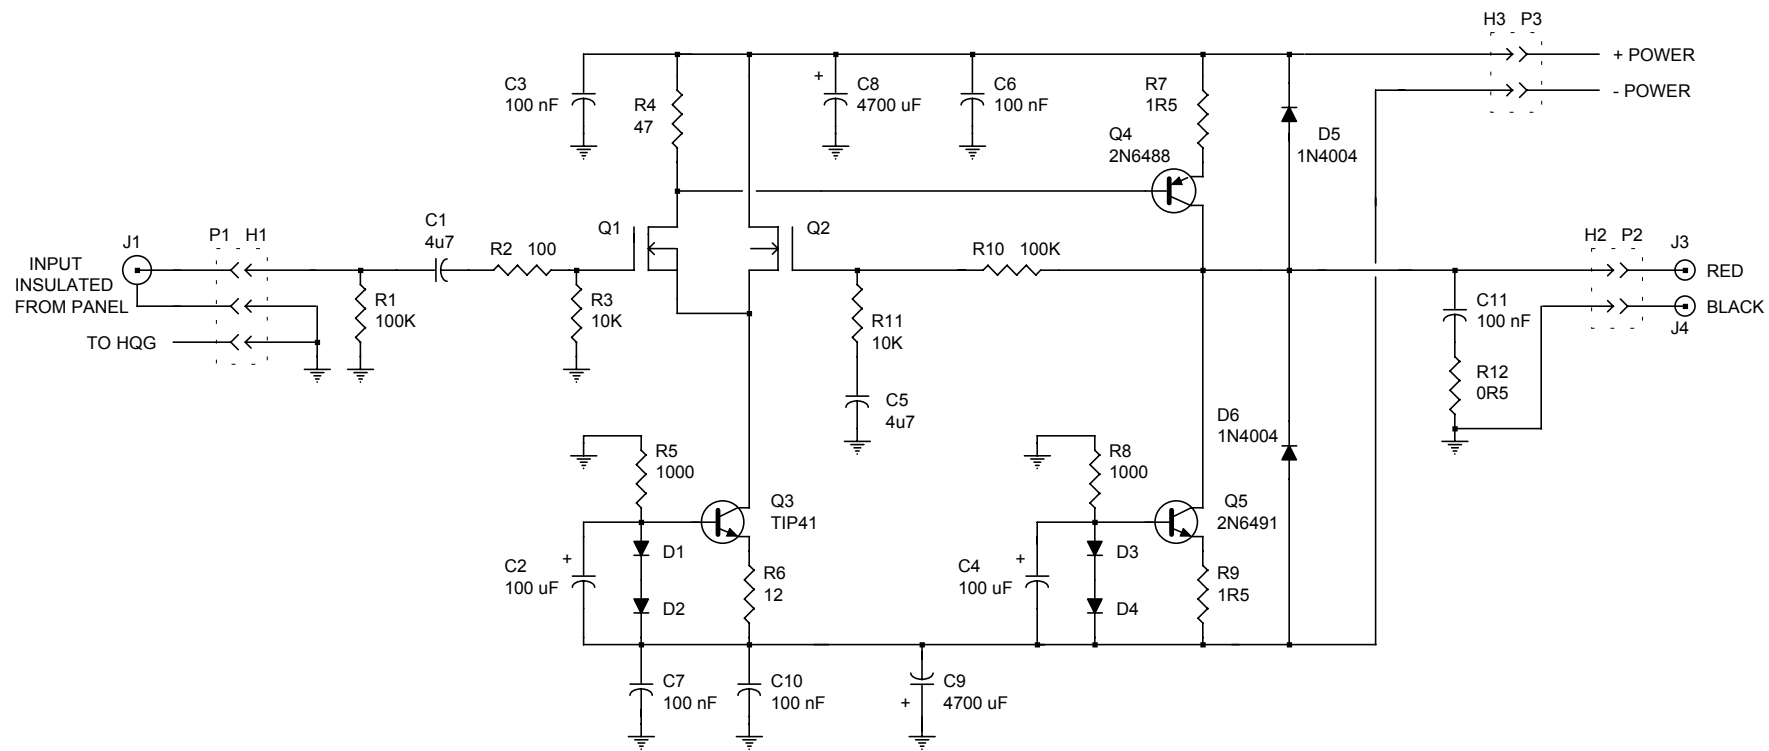 H3 P3
+ POWER
- POWER
C3
100 nF
R4
47
+
C8
4700 uF
C6
100 nF
R7
1R5
Q4
2N6488
D5
1N4004
J1
P1 H1
C1
4u7
R2 100
Q1
Q2
R10 100K
H2 P2
J3
RED
INPUT
INSULATED
FROM PANEL
R1
100K
R3
10K
R11
10K
C11
100 nF
BLACK
J4
TO HQG
C5
4u7
R12
0R5
D6
1N4004
R5
1000
R8
1000
Q3
TIP41
Q5
2N6491
+
C2
100 uF
D1
D2
R6
12
+
C4
100 uF
D3
D4
R9
1R5
C7
100 nF
C10
100 nF
+
C9
4700 uF